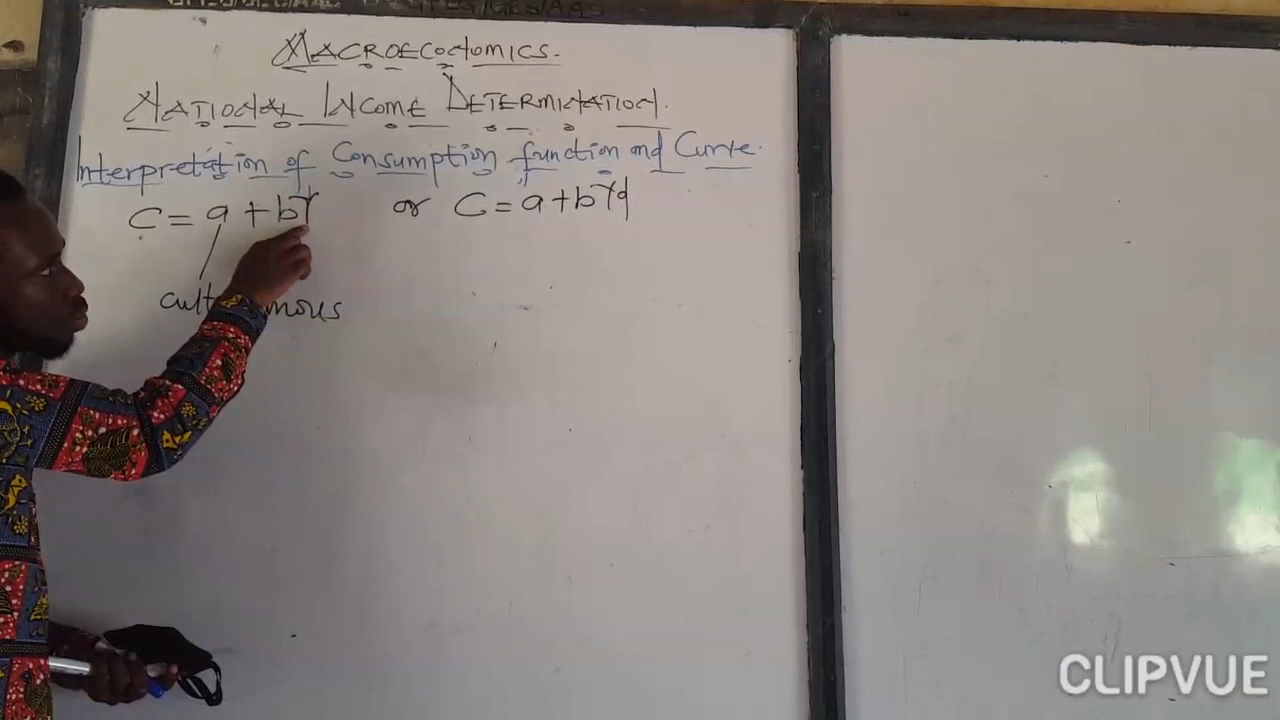 MACROECONOMICS.
NATIONAL INCOME DETERMINATION.
Interpretation of Consumption function and Curve.
C = a + bY or C = a + bYd
CLIPVUE